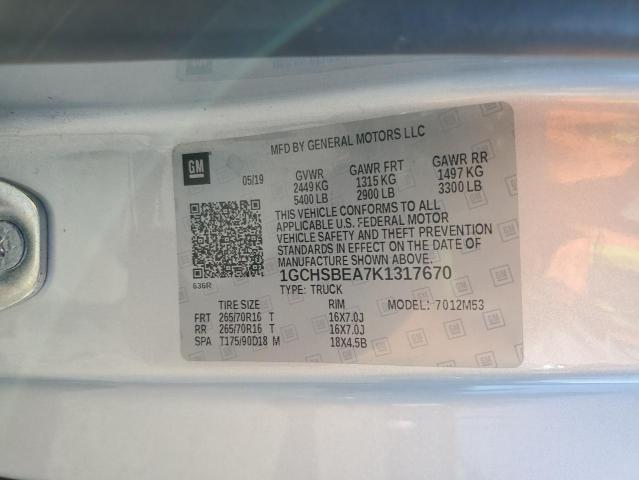 MFD BY GENERAL MOTORS LLC
GM
05/19
GVWR GAWR FRT GAWR RR
2449 KG 1315 KG 1497 KG
5400 LB 2900 LB 3300 LB
THIS VEHICLE CONFORMS TO ALL
APPLICABLE U.S. FEDERAL MOTOR
VEHICLE SAFETY AND THEFT PREVENTION
STANDARDS IN EFFECT ON THE DATE OF
MANUFACTURE SHOWN ABOVE.
1GCHSBEA7K1317670
636R
TYPE: TRUCK
TIRE SIZE RIM MODEL: 7012M53
FRT 265/70R16 T 16X7.0J
RR 265/70R16 T 16X7.0J
SPA T175/90D18 M 18X4.5B